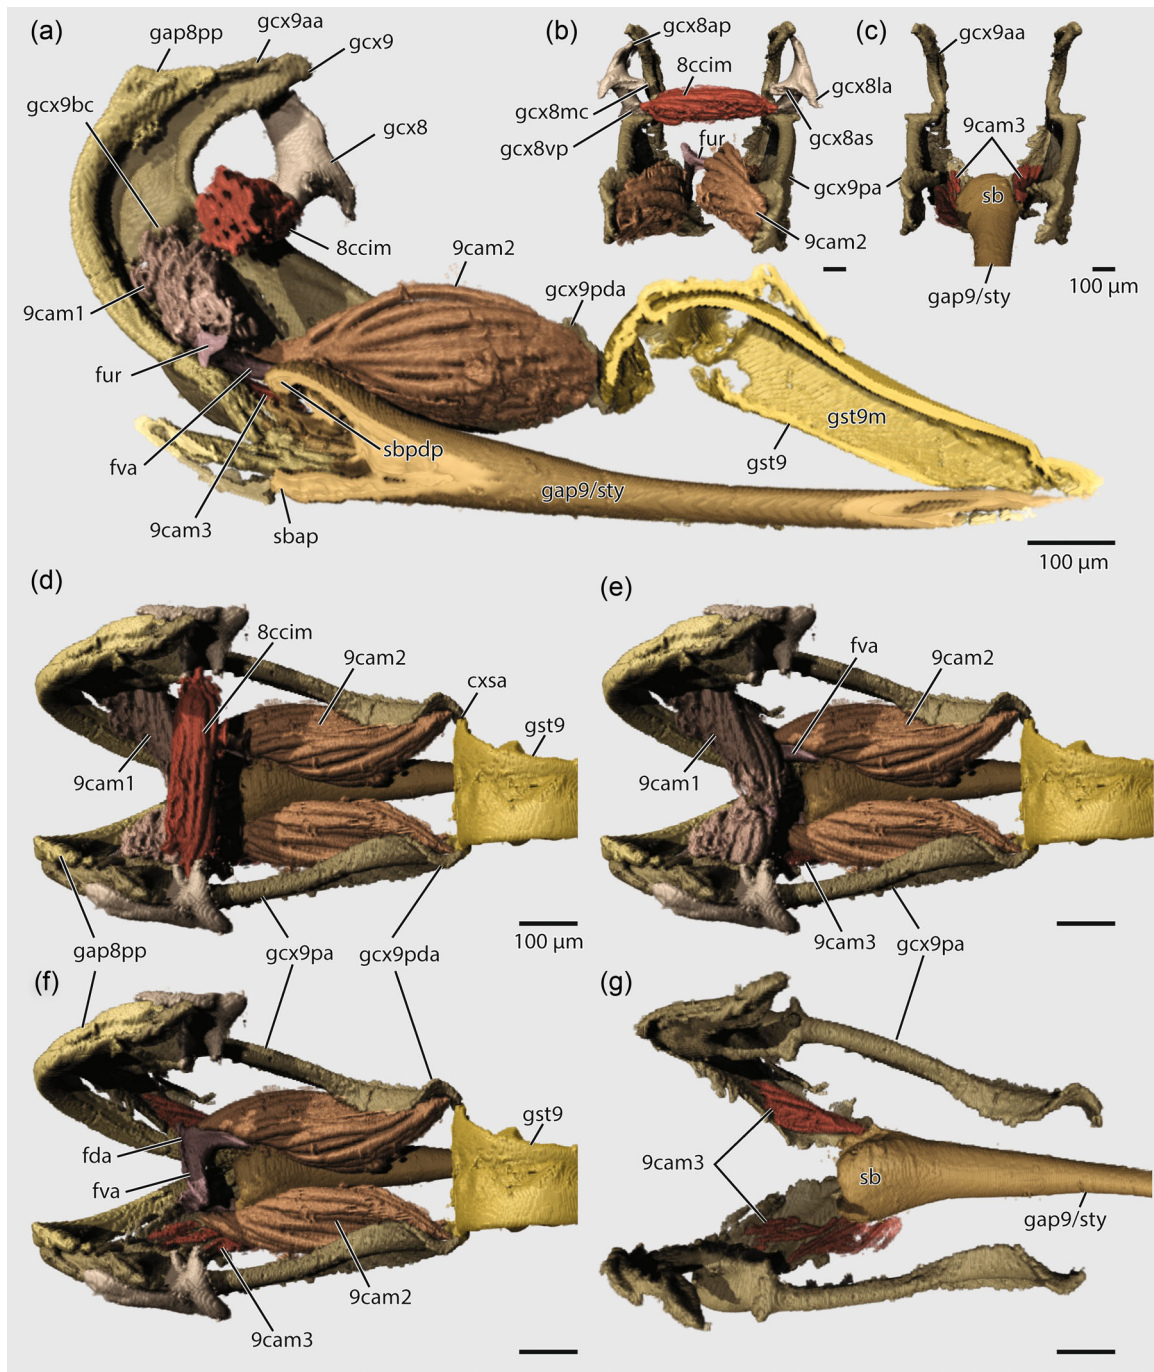 (a)
gap8pp
gcx9aa
gcx9
gcx9bc
gcx8
8ccim
9cam2
gcx9pda
9cam1
fur
fva
9cam3
sbap
sbpdp
gap9/sty
gst9
gst9m
100 µm
(b)
gcx8ap
8ccim
gcx8la
gcx8mc
gcx8vp
fur
gcx8as
gcx9pa
9cam2
(c)
gcx9aa
9cam3
sb
gap9/sty
100 µm
(d)
8ccim
9cam2
cxsa
gst9
9cam1
gap8pp
gcx9pa
gcx9pda
100 µm
(e)
fva
9cam2
9cam1
9cam3
gcx9pa
(f)
gst9
fda
fva
9cam3
9cam2
(g)
9cam3
sb
gap9/sty